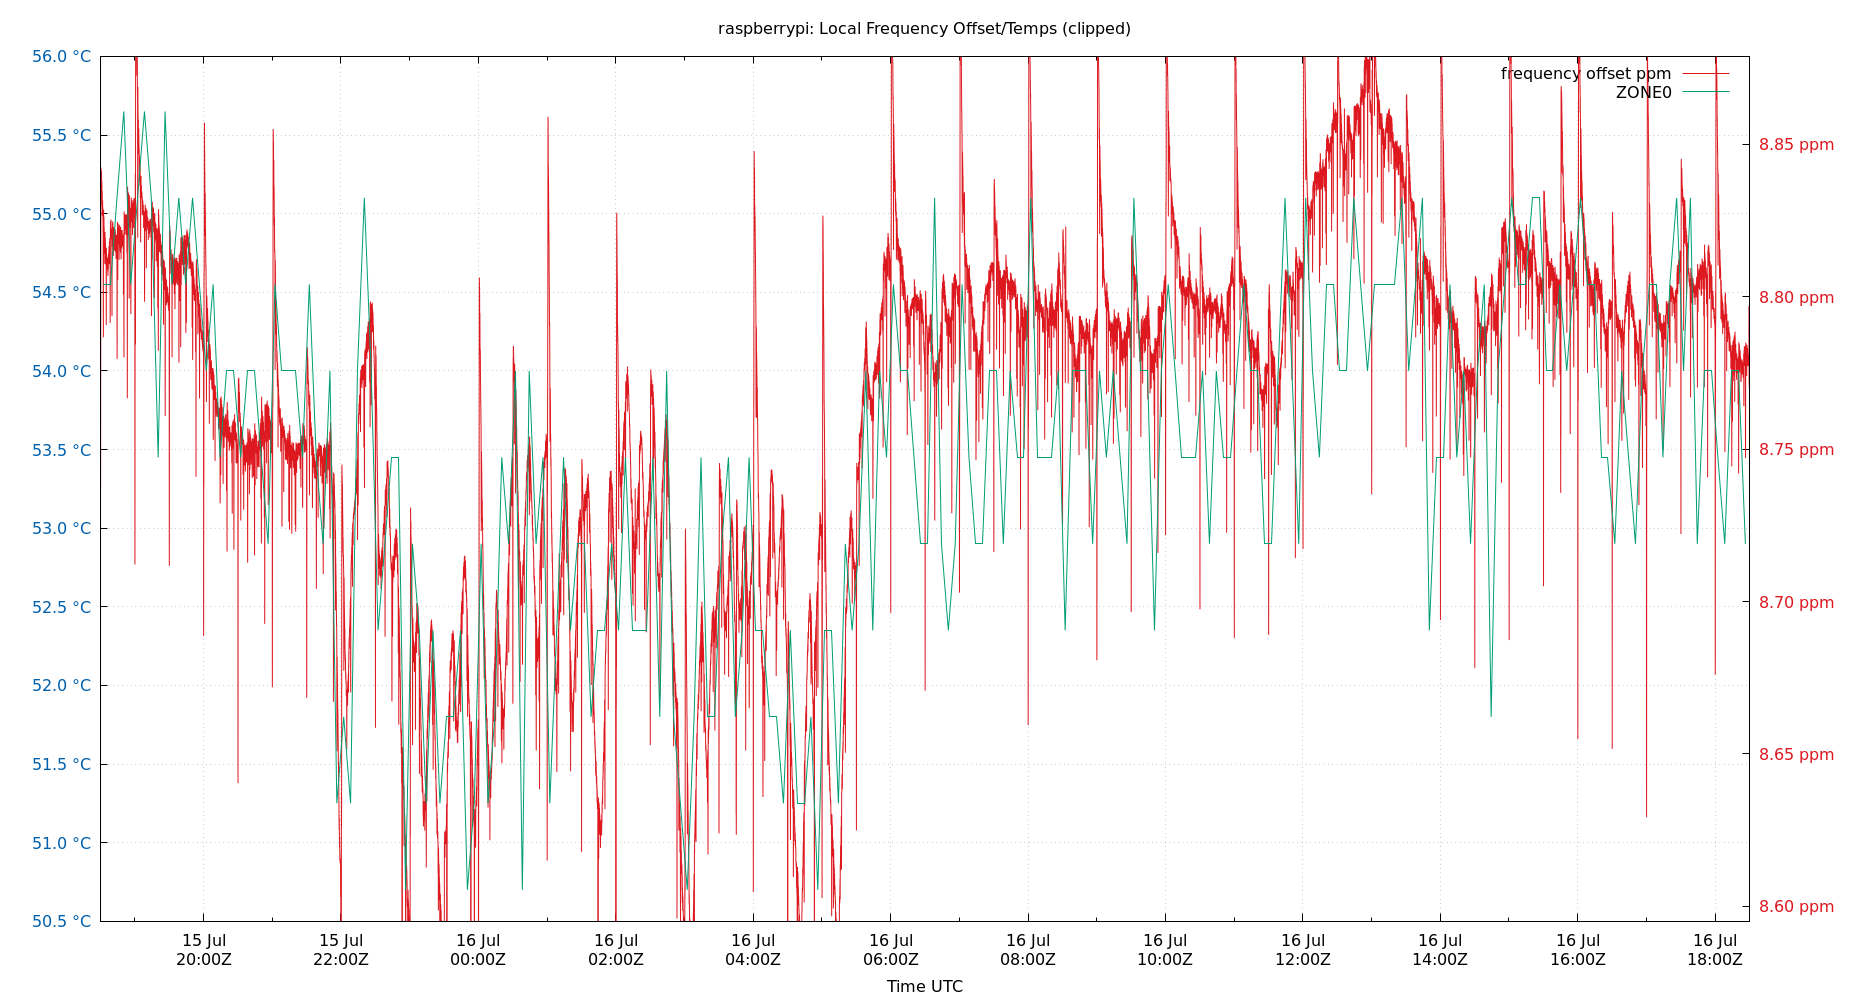 raspberrypi: Local Frequency Offset/Temps (clipped)
frequency offset ppm
ZONE0
56.0 °C
55.5 °C
55.0 °C
54.5 °C
54.0 °C
53.5 °C
53.0 °C
52.5 °C
52.0 °C
51.5 °C
51.0 °C
50.5 °C
8.85 ppm
8.80 ppm
8.75 ppm
8.70 ppm
8.65 ppm
8.60 ppm
15 Jul
20:00Z
15 Jul
22:00Z
16 Jul
00:00Z
16 Jul
02:00Z
16 Jul
04:00Z
16 Jul
06:00Z
16 Jul
08:00Z
16 Jul
10:00Z
16 Jul
12:00Z
16 Jul
14:00Z
16 Jul
16:00Z
16 Jul
18:00Z
Time UTC